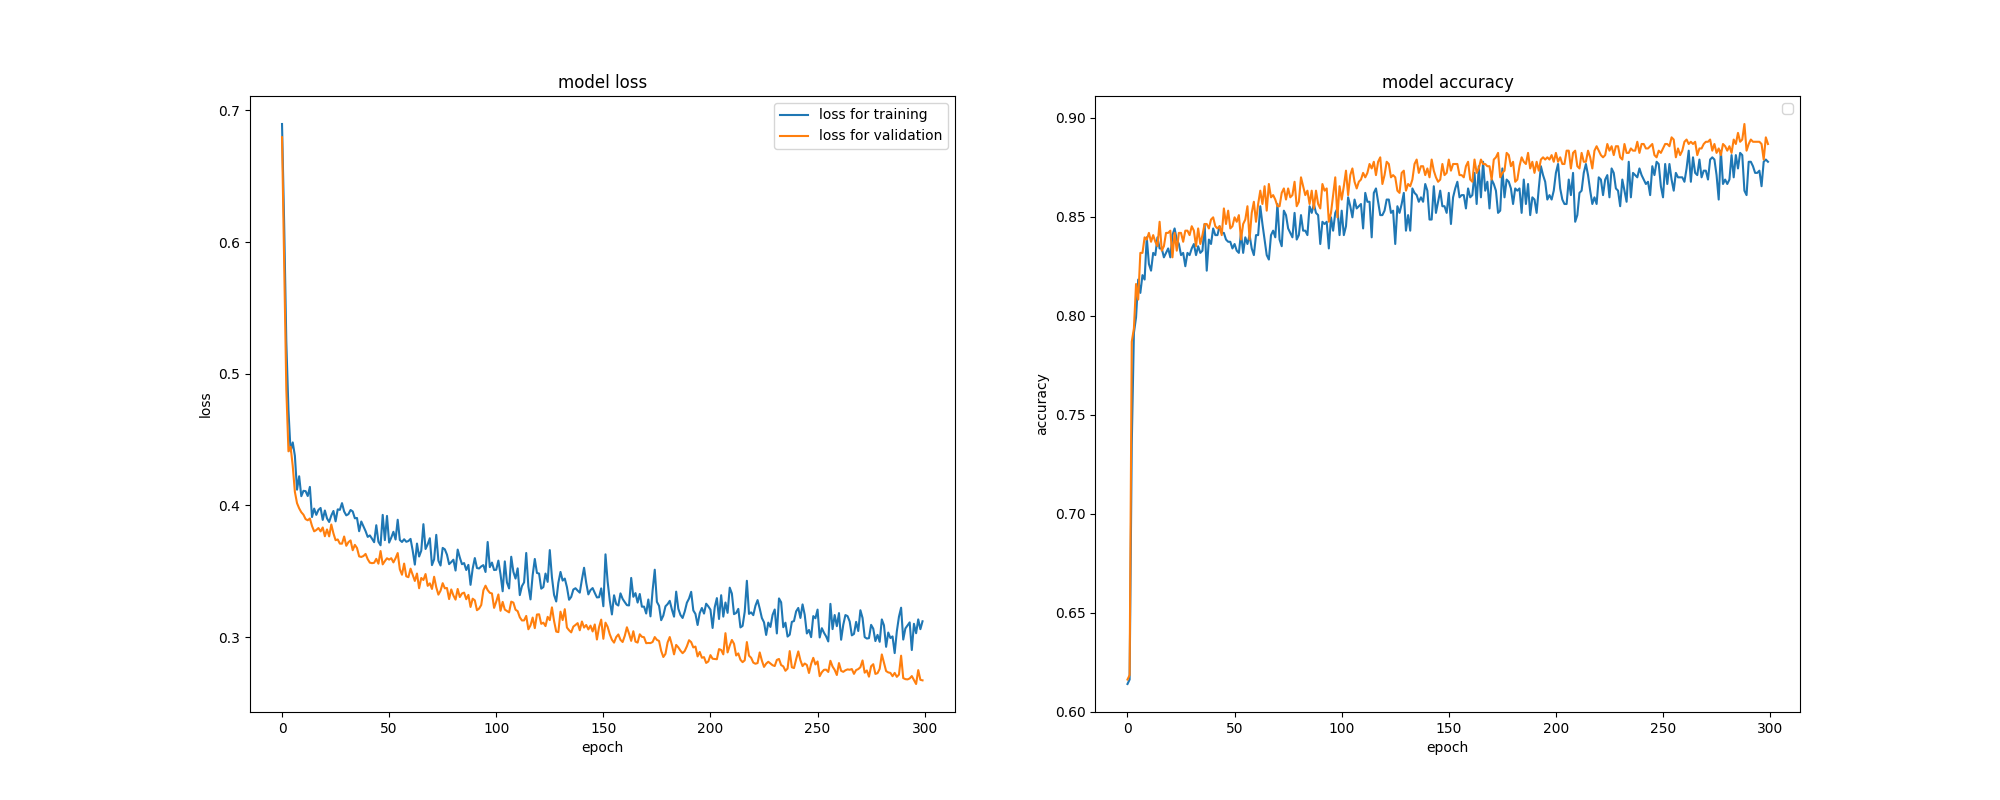 model loss
0.7
0.6
0.5
0.4
0.3
loss
loss for training
loss for validation
0 50 100 150 200 250 300
epoch
model accuracy
0.90
0.85
0.80
0.75
0.70
0.65
0.60
accuracy
0 50 100 150 200 250 300
epoch